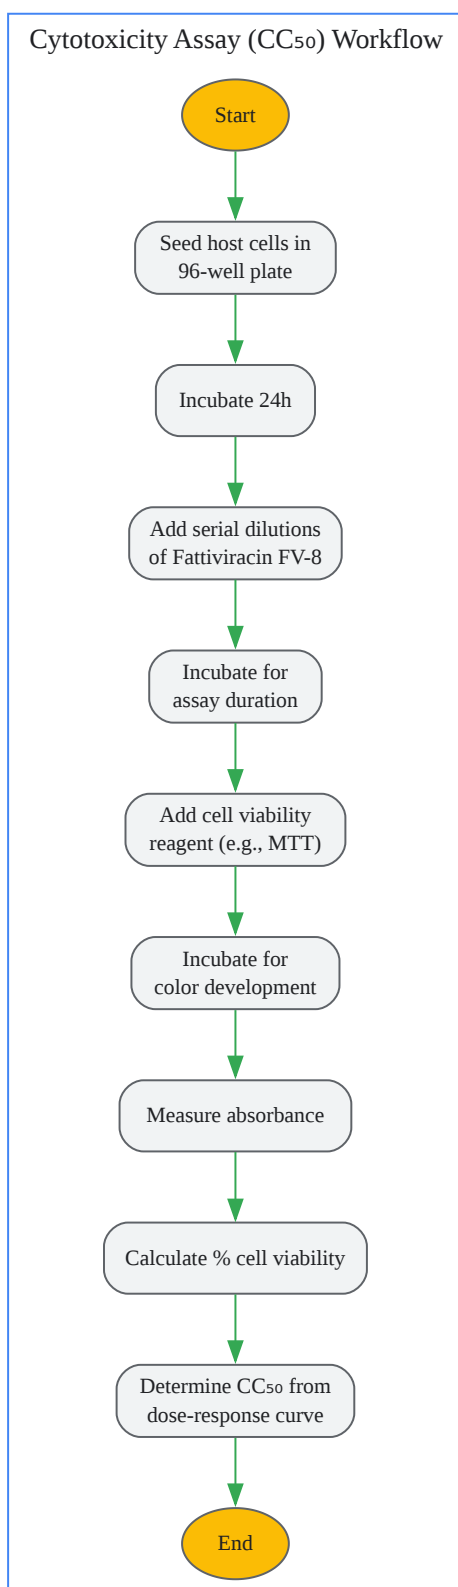 Cytotoxicity Assay (CC₅₀) Workflow
Start
Seed host cells in
96-well plate
Incubate 24h
Add serial dilutions
of Fattiviracin FV-8
Incubate for
assay duration
Add cell viability
reagent (e.g., MTT)
Incubate for
color development
Measure absorbance
Calculate % cell viability
Determine CC₅₀ from
dose-response curve
End